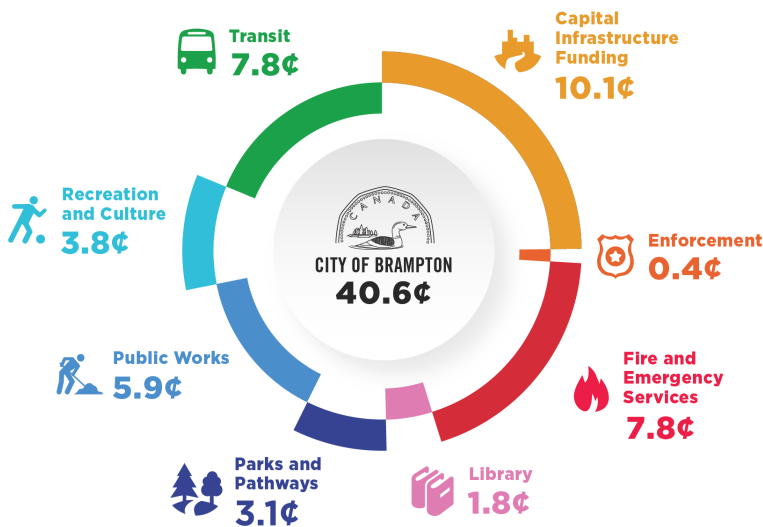 Transit
7.8¢
Capital
Infrastructure
Funding
10.1¢
Recreation
and Culture
3.8¢
CANADA
CITY OF BRAMPTON
40.6¢
Enforcement
0.4¢
Public Works
5.9¢
Fire and
Emergency
Services
7.8¢
Parks and
Pathways
3.1¢
Library
1.8¢